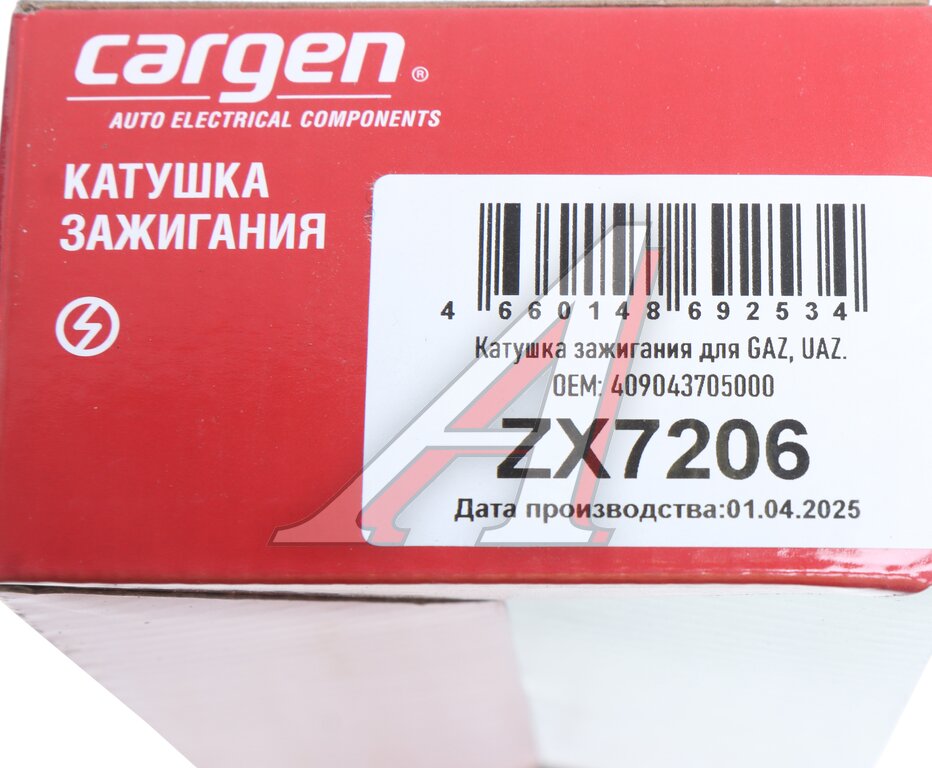 cargen®
AUTO ELECTRICAL COMPONENTS
КАТУШКА
ЗАЖИГАНИЯ
4 660148 692534
Катушка зажигания для GAZ, UAZ.
OEM: 409043705000
ZX7206
Дата производства:01.04.2025